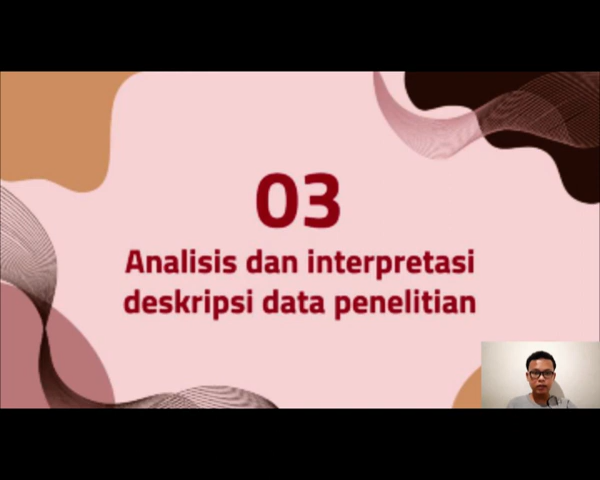 03
Analisis dan interpretasi
deskripsi data penelitian